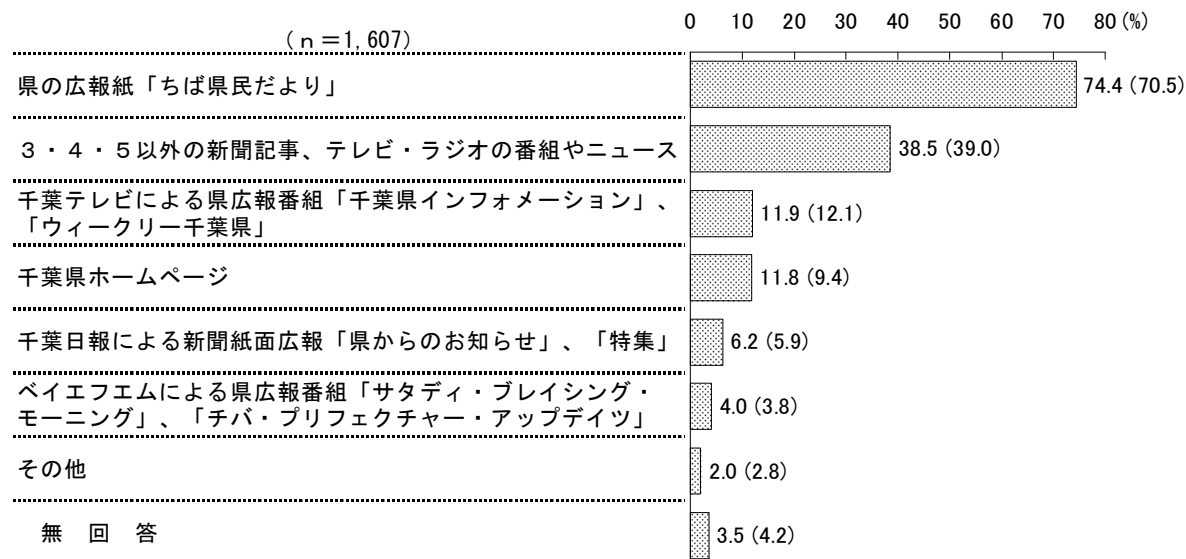 0 10 20 30 40 50 60 70 80 (%)
(ｎ＝1,607)
県の広報紙「ちば県民だより」 74.4 (70.5)
３・４・５以外の新聞記事、テレビ・ラジオの番組やニュース 38.5 (39.0)
千葉テレビによる県広報番組「千葉県インフォメーション」、
「ウィークリー千葉県」 11.9 (12.1)
千葉県ホームページ 11.8 (9.4)
千葉日報による新聞紙面広報「県からのお知らせ」、「特集」 6.2 (5.9)
ベイエフエムによる県広報番組「サタディ・ブレイシング・
モーニング」、「チバ・プリフェクチャー・アップデイツ」 4.0 (3.8)
その他 2.0 (2.8)
無　回　答 3.5 (4.2)